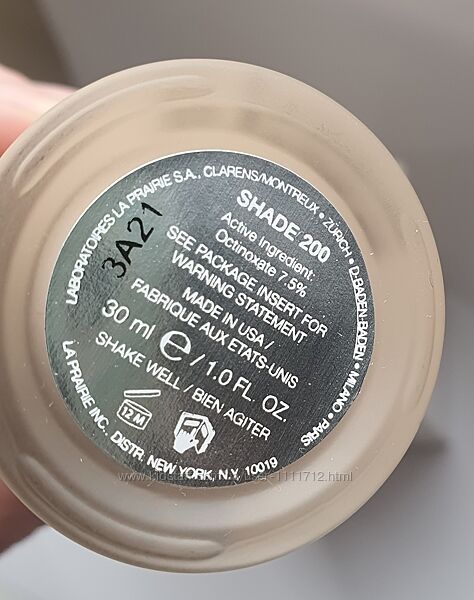 LABORATOIRES LA PRAIRIE S.A., CLARENS/MONTREUX • ZURICH • D-BADEN-BADEN • MILANO • PARIS
SHADE 200
Active ingredient:
Octinoxate 7.5%
SEE PACKAGE INSERT FOR
WARNING STATEMENT
MADE IN USA /
FABRIQUE AUX ETATS-UNIS
30 ml e / 1.0 FL. OZ.
SHAKE WELL / BIEN AGITER
12 M
LA PRAIRIE INC., DISTR. NEW YORK, N.Y. 10019
3A21